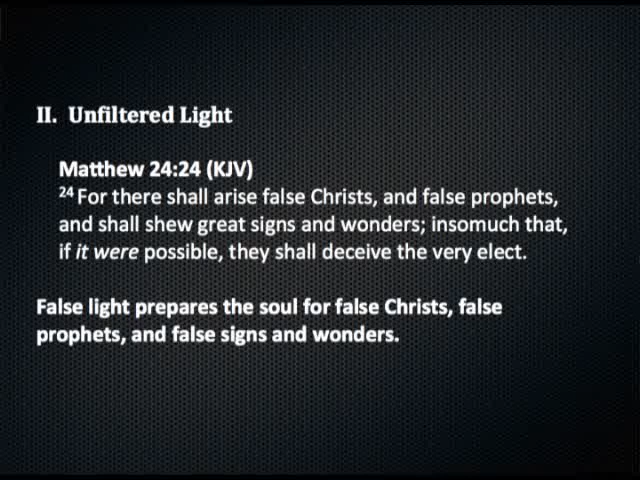 II. Unfiltered Light
Matthew 24:24 (KJV)
24 For there shall arise false Christs, and false prophets,
and shall shew great signs and wonders; insomuch that,
if it were possible, they shall deceive the very elect.
False light prepares the soul for false Christs, false
prophets, and false signs and wonders.